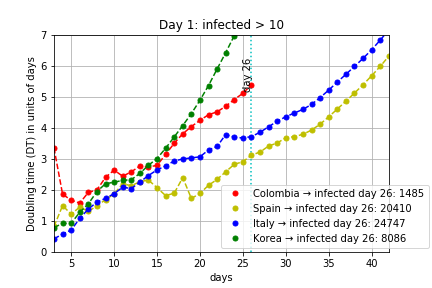 Day 1: infected > 10
Doubling time (DT) in units of days
7
6
5
4
3
2
1
0
day 26
Colombia → infected day 26: 1485
Spain → infected day 26: 20410
Italy → infected day 26: 24747
Korea → infected day 26: 8086
5 10 15 20 25 30 35 40
days